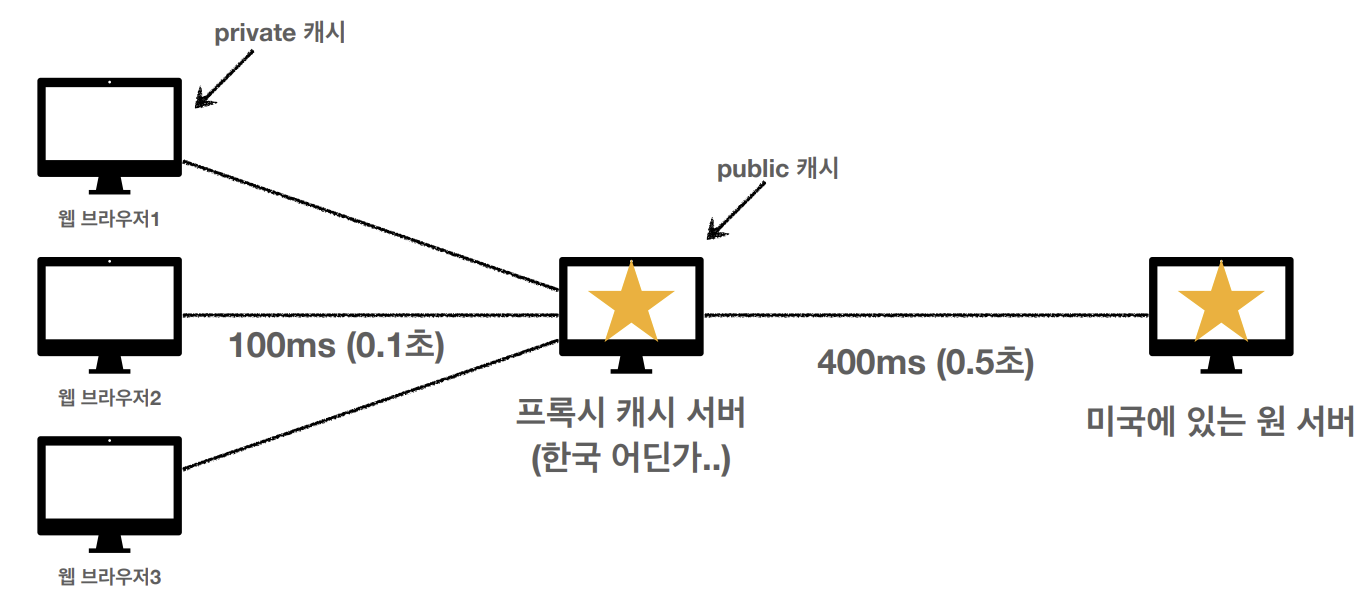 private 캐시
public 캐시
웹 브라우저1
웹 브라우저2
100ms (0.1초)
400ms (0.5초)
프록시 캐시 서버
(한국 어딘가..)
미국에 있는 원 서버
웹 브라우저3